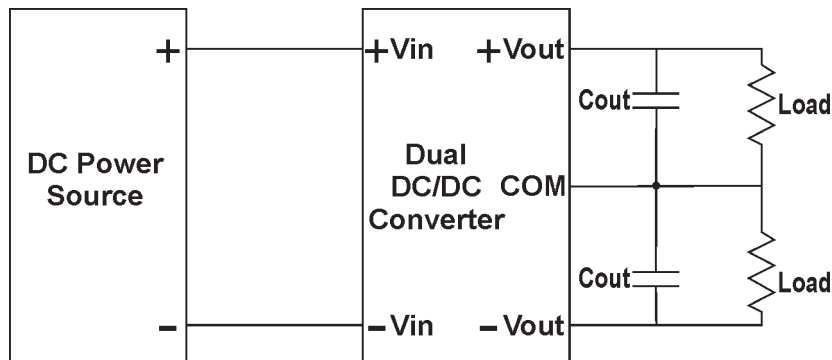 + +Vin +Vout
Cout Load
DC Power
Source
Dual
DC/DC COM
Converter
Cout Load
- -Vin -Vout